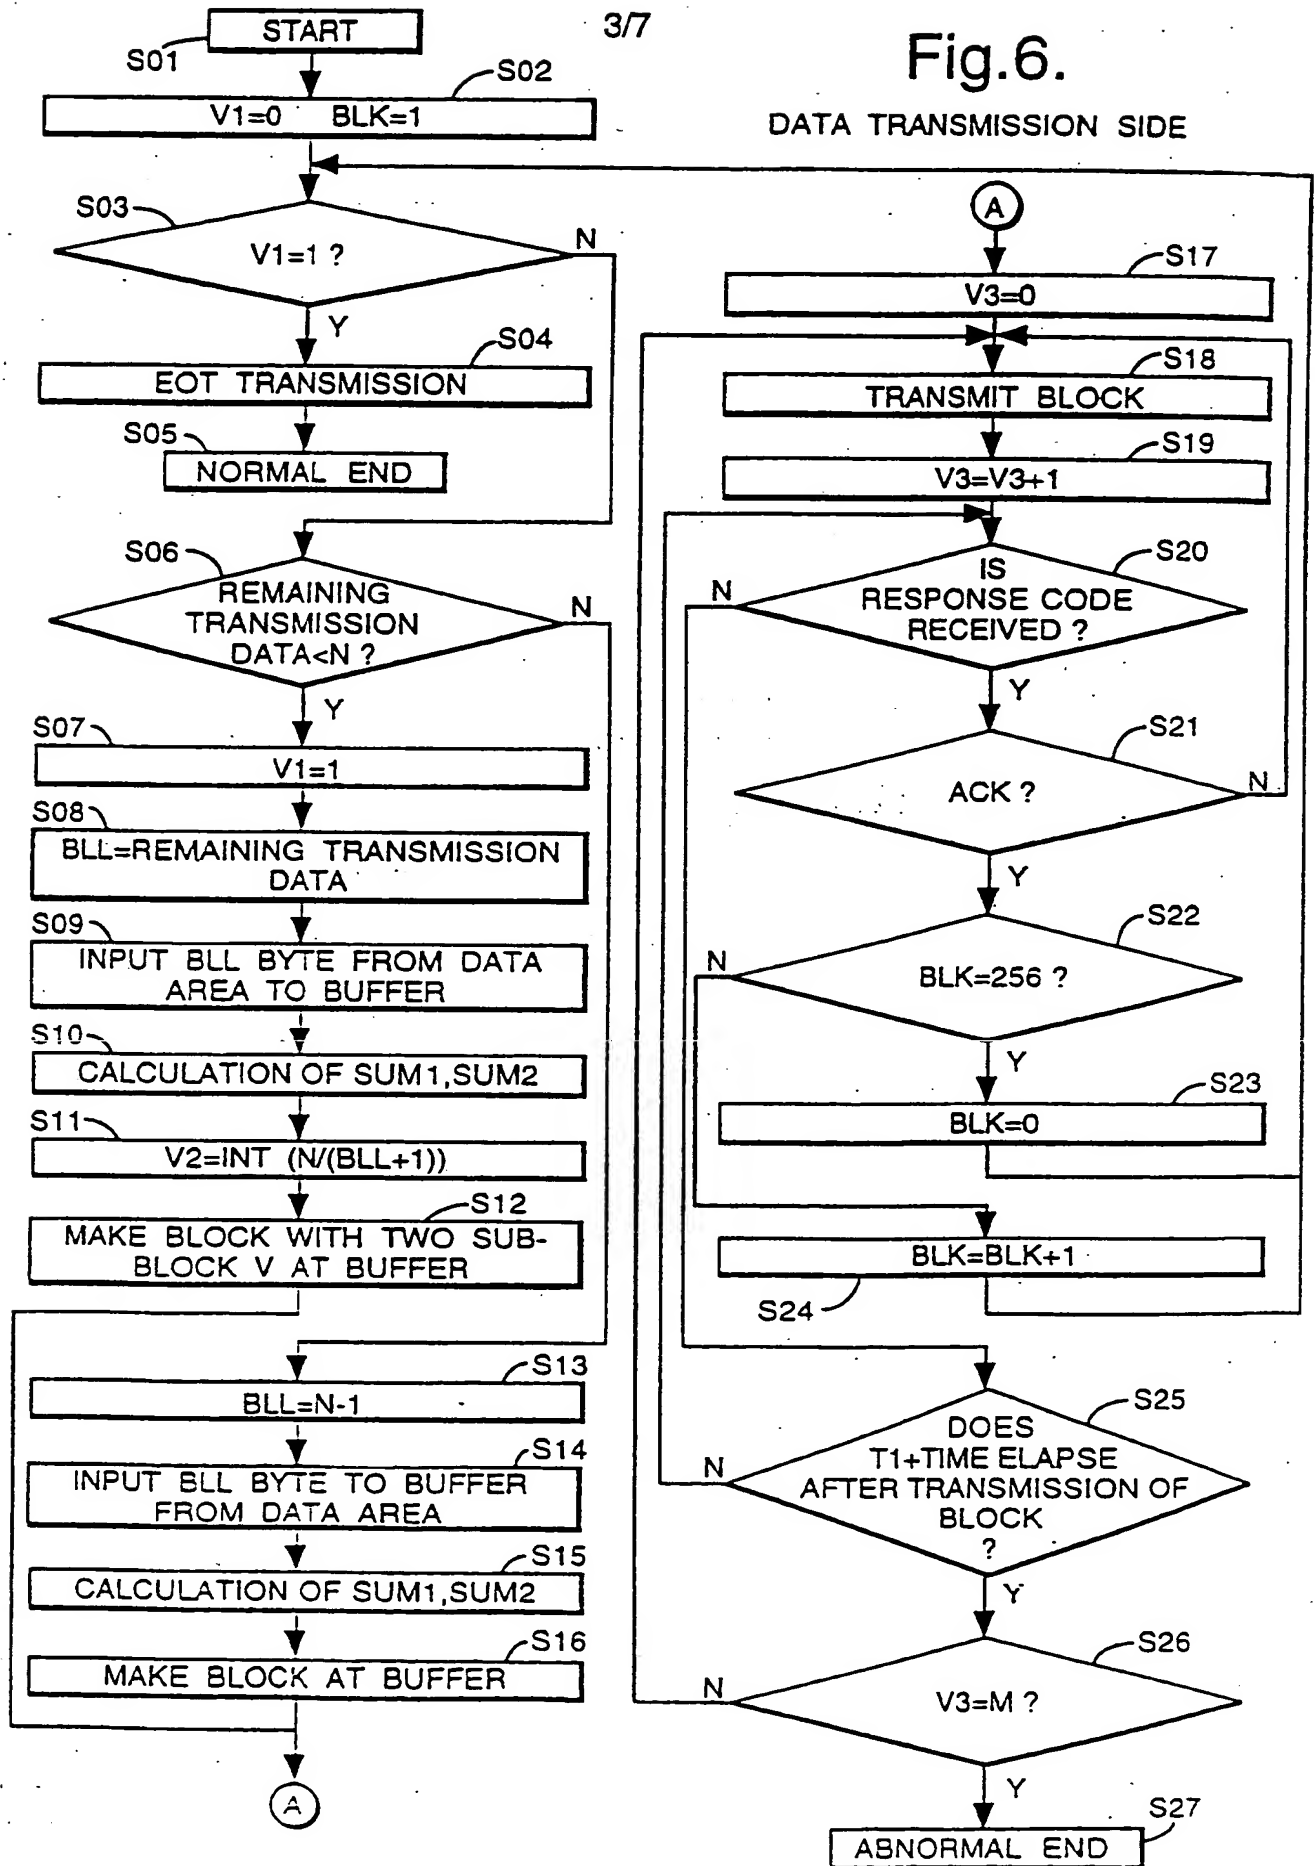 3/7
Fig.6.
DATA TRANSMISSION SIDE
S01
START
S02
V1=0 BLK=1
S03
V1=1 ?
N
Y
S04
EOT TRANSMISSION
S05
NORMAL END
S06
REMAINING
TRANSMISSION
DATA<N ?
N
Y
S07
V1=1
S08
BLL=REMAINING TRANSMISSION
DATA
S09
INPUT BLL BYTE FROM DATA
AREA TO BUFFER
S10
CALCULATION OF SUM1,SUM2
S11
V2=INT (N/(BLL+1))
S12
MAKE BLOCK WITH TWO SUB-
BLOCK V AT BUFFER
S13
BLL=N-1
S14
INPUT BLL BYTE TO BUFFER
FROM DATA AREA
S15
CALCULATION OF SUM1,SUM2
S16
MAKE BLOCK AT BUFFER
A
A
S17
V3=0
S18
TRANSMIT BLOCK
S19
V3=V3+1
S20
IS
RESPONSE CODE
RECEIVED ?
N
Y
S21
ACK ?
N
Y
S22
BLK=256 ?
N
Y
S23
BLK=0
BLK=BLK+1
S24
S25
DOES
T1+TIME ELAPSE
AFTER TRANSMISSION OF
BLOCK
?
N
Y
S26
V3=M ?
N
Y
S27
ABNORMAL END